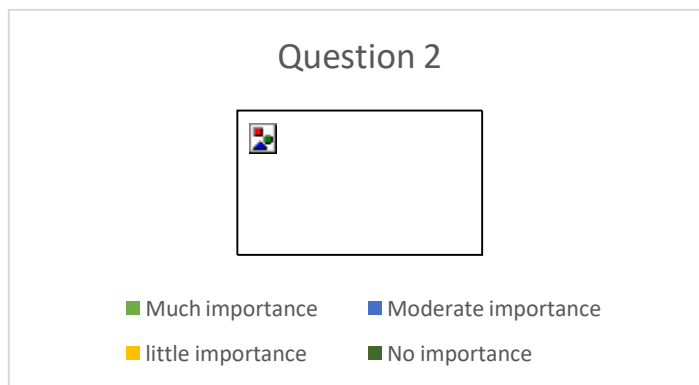 Question 2
Much importance
Moderate importance
little importance
No importance